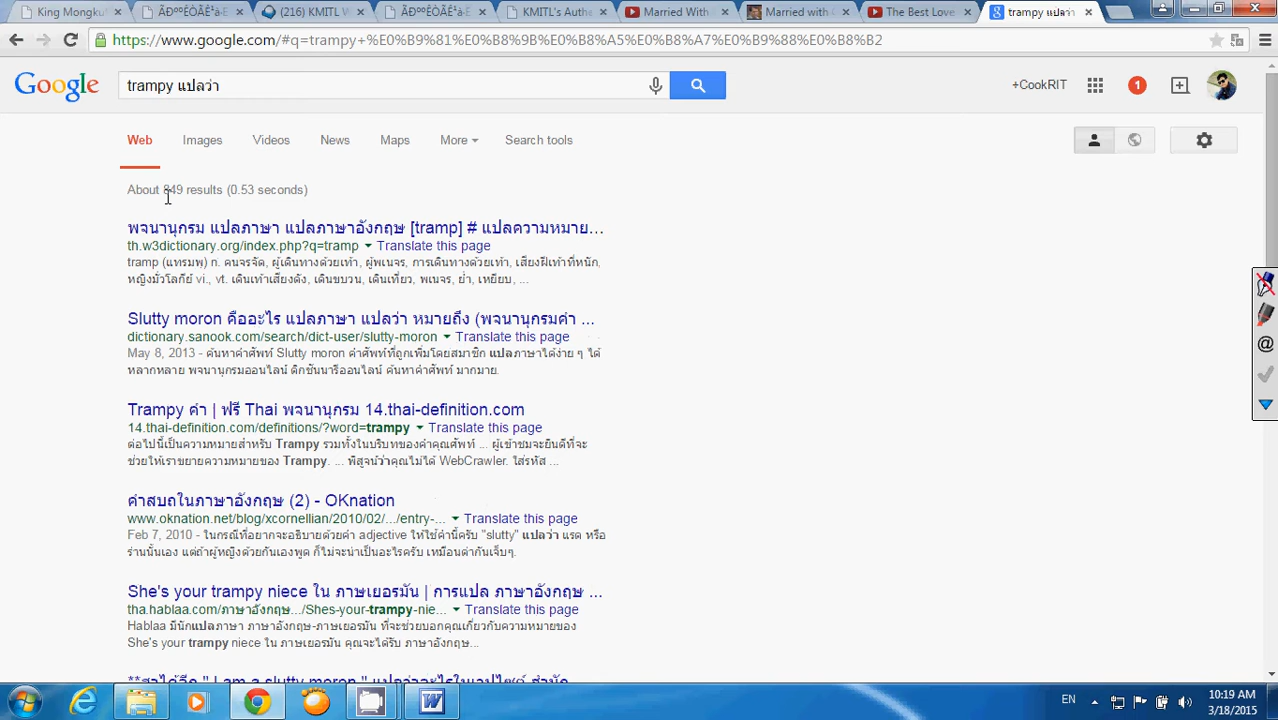 King Mongku
ÃÐººÊÒÃÊ¹à·È
(216) KMITL W
ÃÐººÊÒÃÊ¹à·È
KMITL's Authe
Married With
Married with
The Best Love
trampy แปลว่า
https://www.google.com/#q=trampy+%E0%B9%81%E0%B8%9B%E0%B8%A5%E0%B8%A7%E0%B9%88%E0%B8%B2
Google
trampy แปลว่า
+CookRIT
1
Web Images Videos News Maps More Search tools
About 849 results (0.53 seconds)
พจนานุกรม แปลภาษา แปลภาษาอังกฤษ [tramp] # แปลความหมาย...
th.w3dictionary.org/index.php?q=tramp Translate this page
tramp (แทรมพฺ) n. คนจรจัด, ผู้เดินทางด้วยเท้า, ผู้พเนจร, การเดินทางด้วยเท้า, เสียงฝีเท้าที่หนัก,
หญิงมั่วโลกีย์ vi., vt. เดินเท้าเสียงดัง, เดินขบวน, เดินเที่ยว, พเนจร, ย่ำ, เหยียบ, ...
Slutty moron คืออะไร แปลภาษา แปลว่า หมายถึง (พจนานุกรมคำ ...
dictionary.sanook.com/search/dict-user/slutty-moron Translate this page
May 8, 2013 - ค้นหาคำศัพท์ Slutty moron คำศัพท์ที่ถูกเพิ่มโดยสมาชิก แปลภาษาได้ง่าย ๆ ได้
หลากหลาย พจนานุกรมออนไลน์ ดิกชันนารีออนไลน์ ค้นหาคำศัพท์ มากมาย.
Trampy คำ | ฟรี Thai พจนานุกรม 14.thai-definition.com
14.thai-definition.com/definitions/?word=trampy Translate this page
ต่อไปนี้เป็นความหมายสำหรับ Trampy รวมทั้งในบริบทของคำคุณศัพท์ ... ผู้เข้าชมจะยินดีที่จะ
ช่วยให้เราขยายความหมายของ Trampy. ... พิสูจน์ว่าคุณไม่ได้ WebCrawler. ใส่รหัส ...
คำสบถในภาษาอังกฤษ (2) - OKnation
www.oknation.net/blog/xcornellian/2010/02/.../entry-... Translate this page
Feb 7, 2010 - ในกรณีที่อยากจะอธิบายด้วยคำ adjective ให้ใช้คำนี้ครับ "slutty" แปลว่า แรด หรือ
ร่านนั้นเอง แต่ถ้าผู้หญิงด้วยกันเองพูด ก็ไม่จะน่าเป็นอะไรครับ เหมือนด่ากันเจ็บๆ.
She's your trampy niece ใน ภาษาเยอรมัน | การแปล ภาษาอังกฤษ ...
tha.hablaa.com/ภาษาอังกฤษ.../Shes-your-trampy-nie... Translate this page
Hablaa มีนักแปลภาษา ภาษาอังกฤษ-ภาษาเยอรมัน ที่จะช่วยบอกคุณเกี่ยวกับความหมายของ
She's your trampy niece ใน ภาษาเยอรมัน คุณจะได้รับ ภาษาอังกฤษ...
EN
10:19 AM
3/18/2015